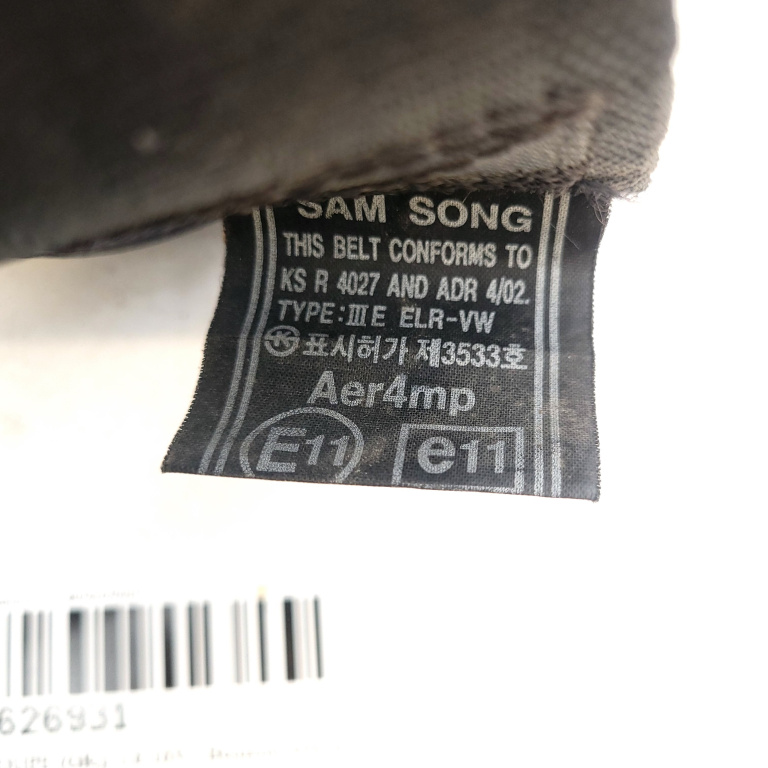 SAM SONG
THIS BELT CONFORMS TO
KS R 4027 AND ADR 4/02.
TYPE:ⅢE ELR-VW
㉿표시허가 제3533호
Aer4mp
E11 e11
626931